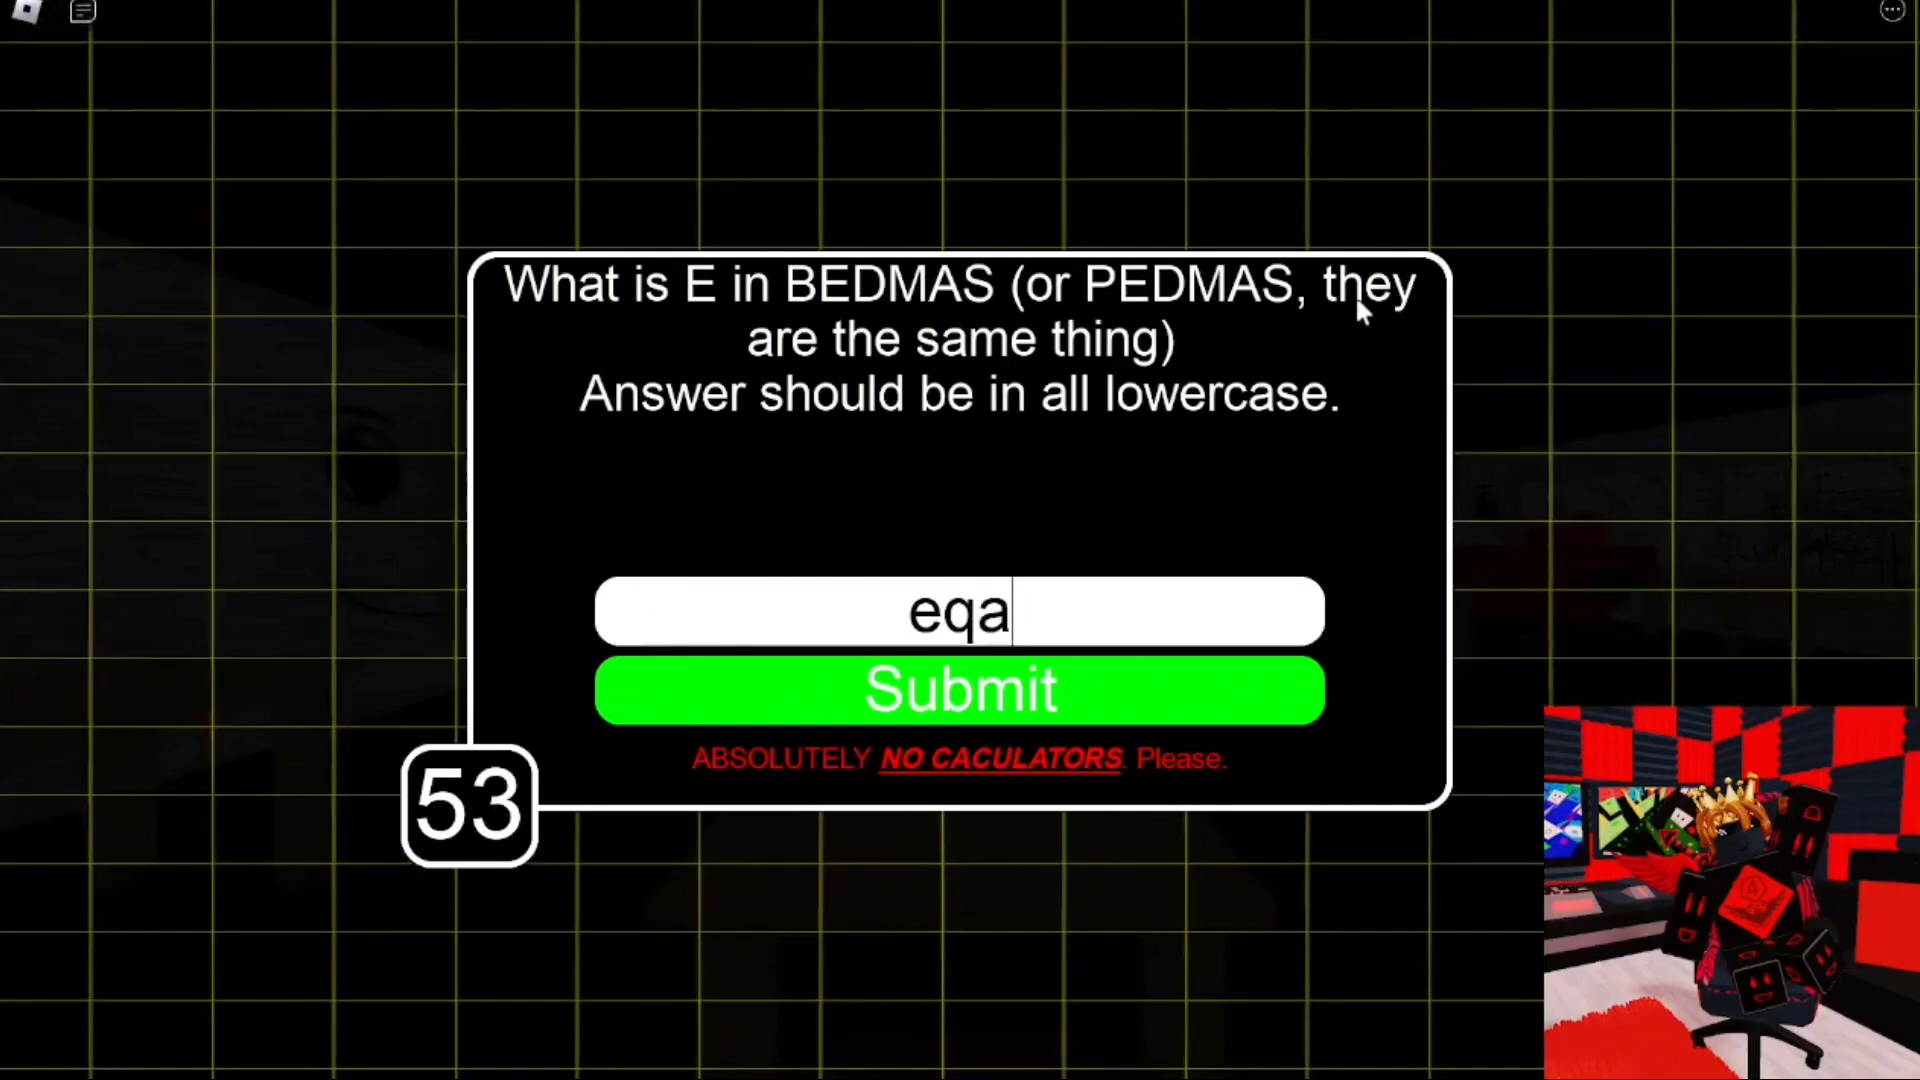 What is E in BEDMAS (or PEDMAS, they
are the same thing)
Answer should be in all lowercase.
eqa
Submit
ABSOLUTELY NO CACULATORS. Please.
53